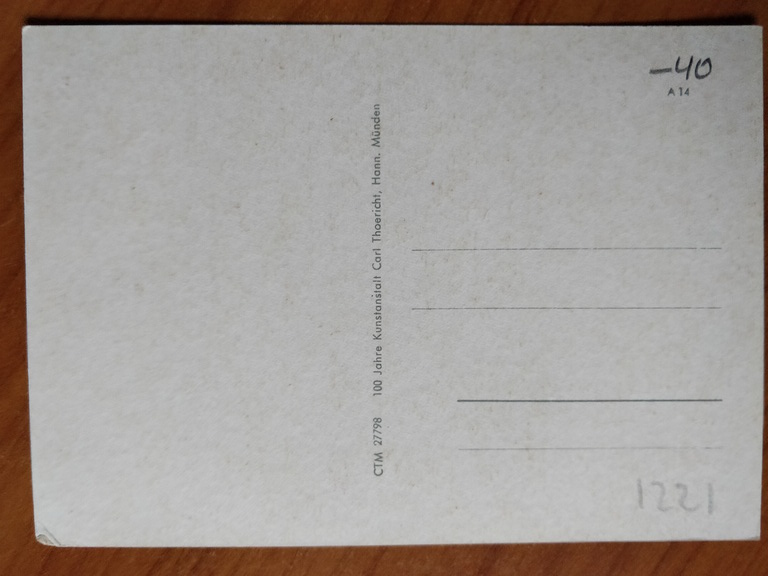 -40
A 14
CTM 27798 100 Jahre Kunstanstalt Carl Thoericht, Hann. Münden
1221